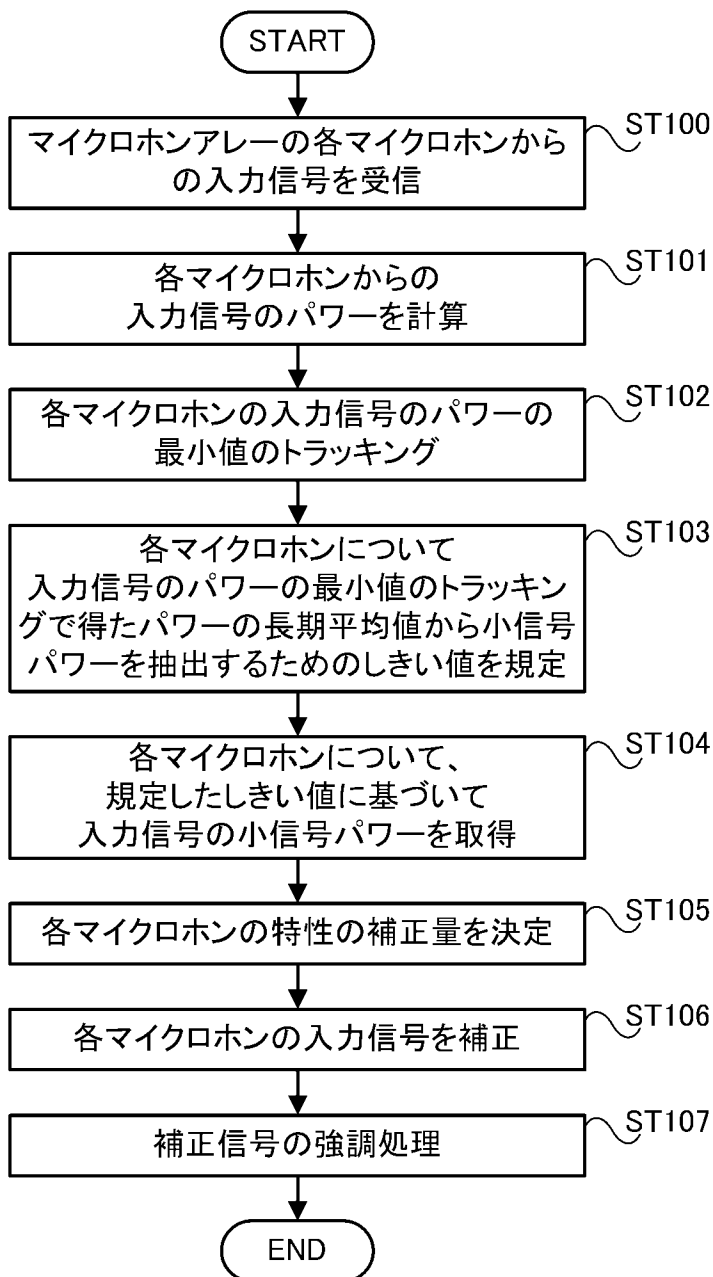 START
ST100
マイクロホンアレーの各マイクロホンから
の入力信号を受信
ST101
各マイクロホンからの
入力信号のパワーを計算
ST102
各マイクロホンの入力信号のパワーの
最小値のトラッキング
ST103
各マイクロホンについて
入力信号のパワーの最小値のトラッキン
グで得たパワーの長期平均値から小信号
パワーを抽出するためのしきい値を規定
ST104
各マイクロホンについて、
規定したしきい値に基づいて
入力信号の小信号パワーを取得
ST105
各マイクロホンの特性の補正量を決定
ST106
各マイクロホンの入力信号を補正
ST107
補正信号の強調処理
END